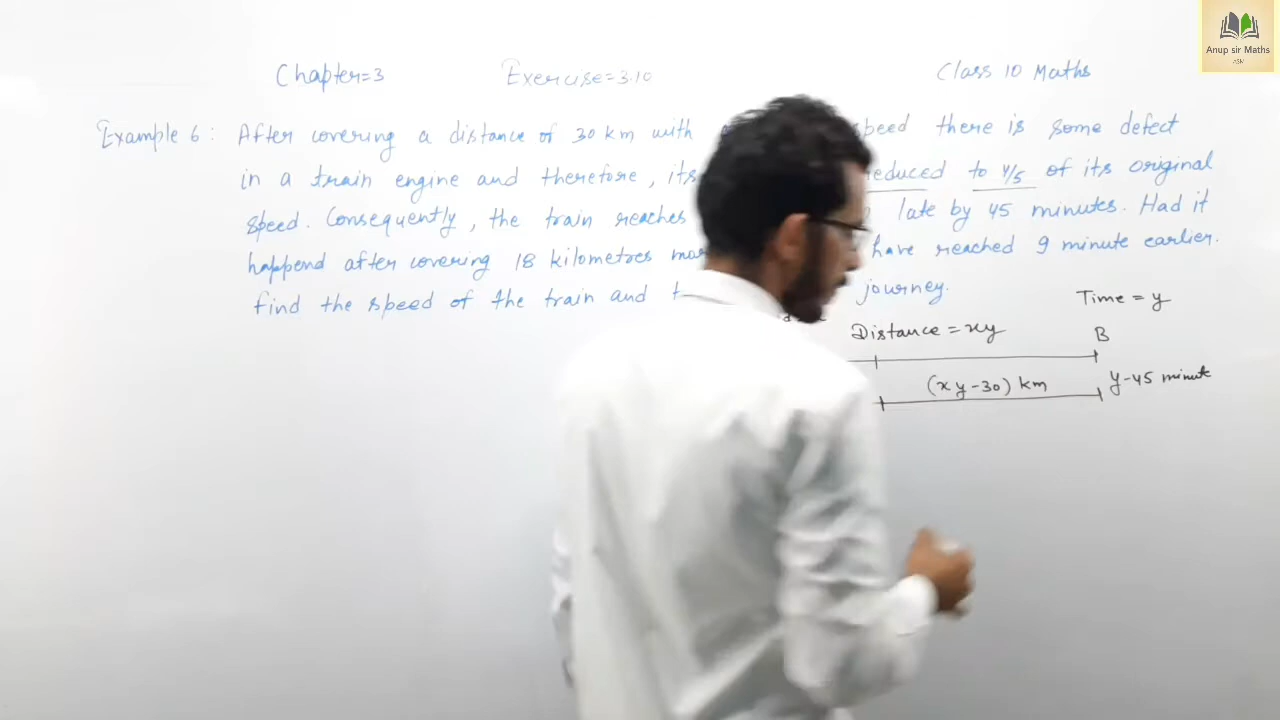 Anup sir Maths
ASM
Chapter=3 Exercise=3.10 Class 10 Maths
Example 6: After covering a distance of 30 km with speed there is some defect
in a train engine and therefore, its reduced to 4/5 of its original
speed. Consequently, the train reaches late by 45 minutes. Had it
happend after covering 18 kilometres have reached 9 minute earlier.
find the speed of the train and journey.
Time = y
Distance = xy B
(xy-30) km y-45 minute